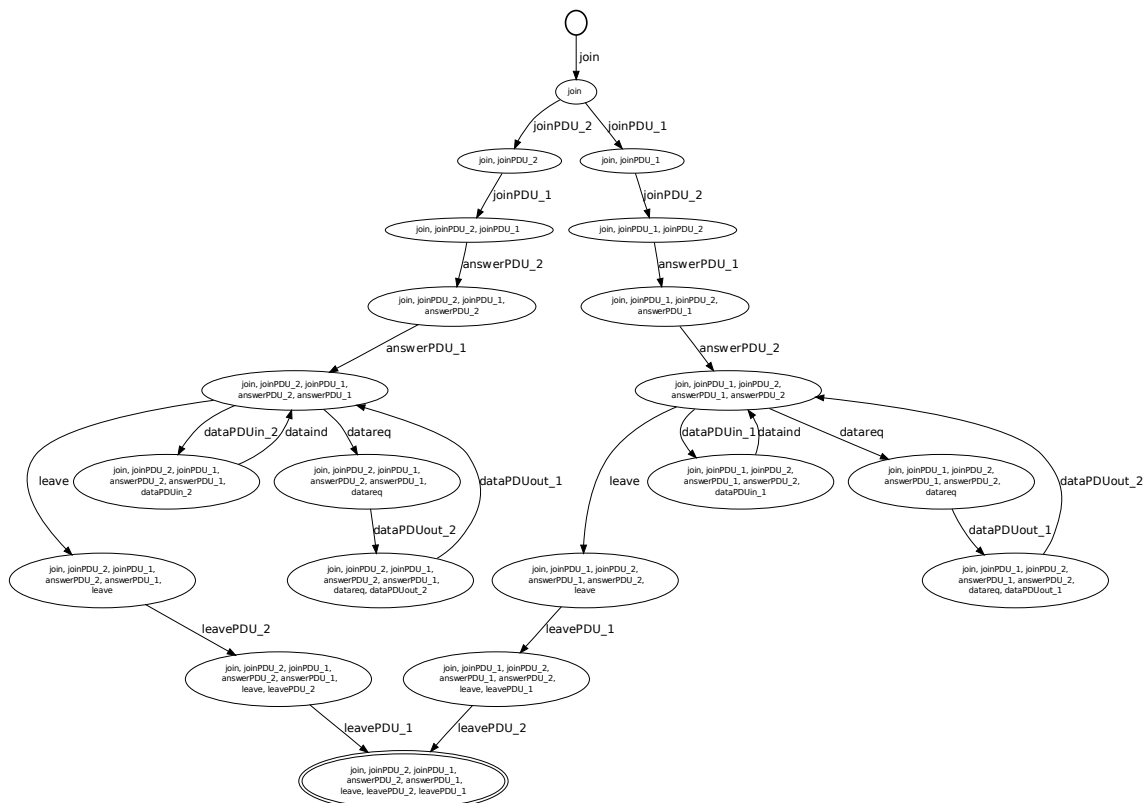 join
join
joinPDU_2
joinPDU_1
join, joinPDU_2
join, joinPDU_1
joinPDU_1
joinPDU_2
join, joinPDU_2, joinPDU_1
join, joinPDU_1, joinPDU_2
answerPDU_2
answerPDU_1
join, joinPDU_2, joinPDU_1,
answerPDU_2
join, joinPDU_1, joinPDU_2,
answerPDU_1
answerPDU_1
answerPDU_2
join, joinPDU_2, joinPDU_1,
answerPDU_2, answerPDU_1
join, joinPDU_1, joinPDU_2,
answerPDU_1, answerPDU_2
dataPDUin_2
dataind
datareq
dataPDUin_1
dataind
datareq
leave
join, joinPDU_2, joinPDU_1,
answerPDU_2, answerPDU_1,
dataPDUin_2
join, joinPDU_2, joinPDU_1,
answerPDU_2, answerPDU_1,
datareq
dataPDUout_1
leave
join, joinPDU_1, joinPDU_2,
answerPDU_1, answerPDU_2,
dataPDUin_1
join, joinPDU_1, joinPDU_2,
answerPDU_1, answerPDU_2,
datareq
dataPDUout_2
dataPDUout_2
dataPDUout_1
join, joinPDU_2, joinPDU_1,
answerPDU_2, answerPDU_1,
leave
join, joinPDU_2, joinPDU_1,
answerPDU_2, answerPDU_1,
datareq, dataPDUout_2
join, joinPDU_1, joinPDU_2,
answerPDU_1, answerPDU_2,
leave
join, joinPDU_1, joinPDU_2,
answerPDU_1, answerPDU_2,
datareq, dataPDUout_1
leavePDU_2
leavePDU_1
join, joinPDU_2, joinPDU_1,
answerPDU_2, answerPDU_1,
leave, leavePDU_2
join, joinPDU_1, joinPDU_2,
answerPDU_1, answerPDU_2,
leave, leavePDU_1
leavePDU_1
leavePDU_2
join, joinPDU_2, joinPDU_1,
answerPDU_2, answerPDU_1,
leave, leavePDU_2, leavePDU_1